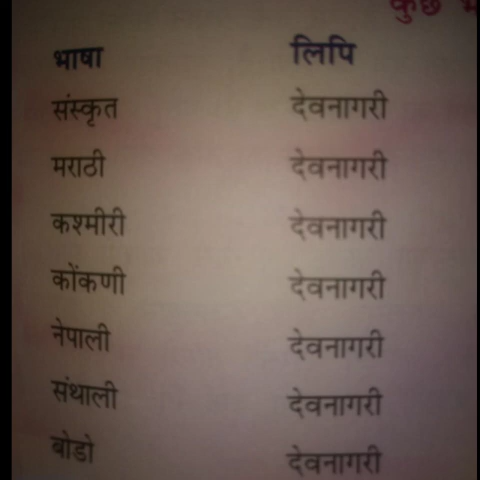 कुछ
भाषा लिपि
संस्कृत देवनागरी
मराठी देवनागरी
कश्मीरी देवनागरी
कोंकणी देवनागरी
नेपाली देवनागरी
संथाली देवनागरी
बोडो देवनागरी